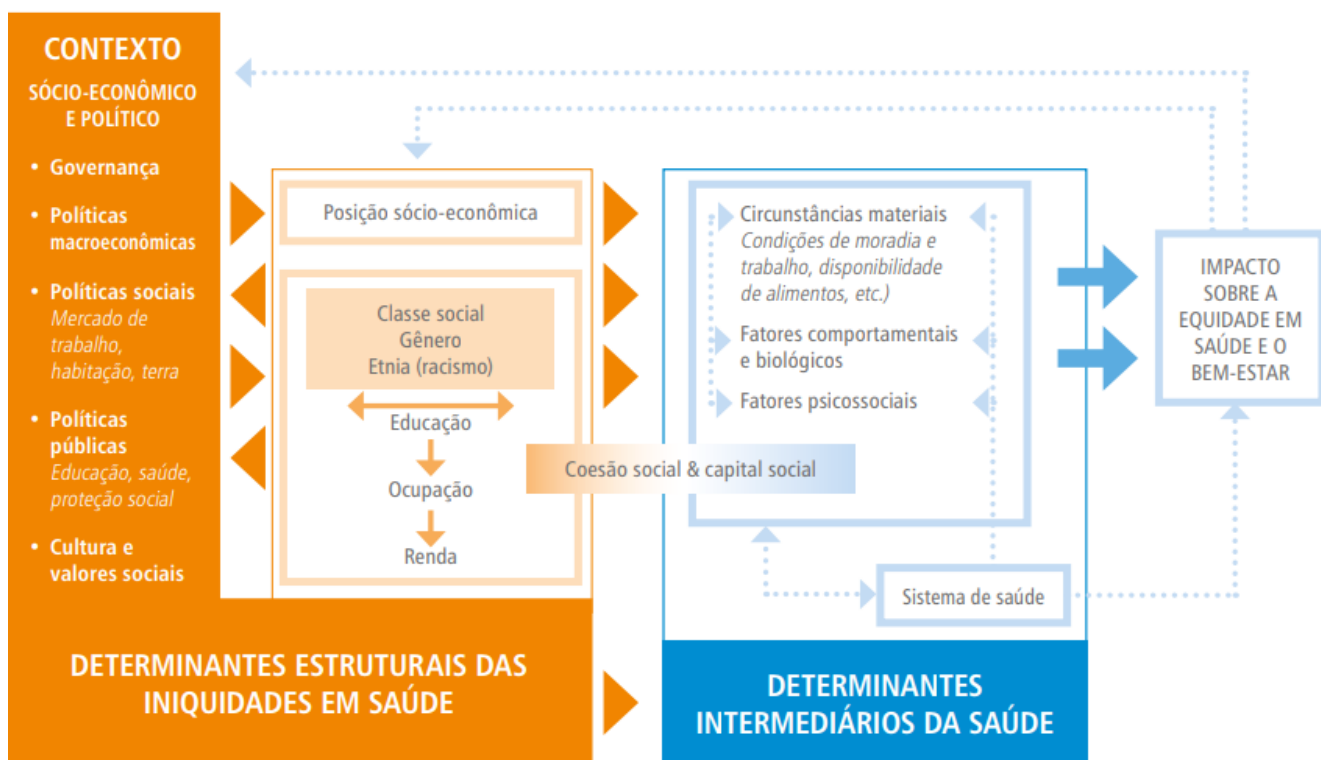 CONTEXTO
SÓCIO-ECONÔMICO
E POLÍTICO
• Governança
• Políticas
macroeconômicas
• Políticas sociais
Mercado de
trabalho,
habitação, terra
• Políticas
públicas
Educação, saúde,
proteção social
• Cultura e
valores sociais
Posição sócio-econômica
Classe social
Gênero
Etnia (racismo)
Educação
Ocupação
Renda
Coesão social & capital social
DETERMINANTES ESTRUTURAIS DAS
INIQUIDADES EM SAÚDE
Circunstâncias materiais
Condições de moradia e
trabalho, disponibilidade
de alimentos, etc.)
Fatores comportamentais
e biológicos
Fatores psicossociais
Sistema de saúde
DETERMINANTES
INTERMEDIÁRIOS DA SAÚDE
IMPACTO
SOBRE A
EQUIDADE EM
SAÚDE E O
BEM-ESTAR